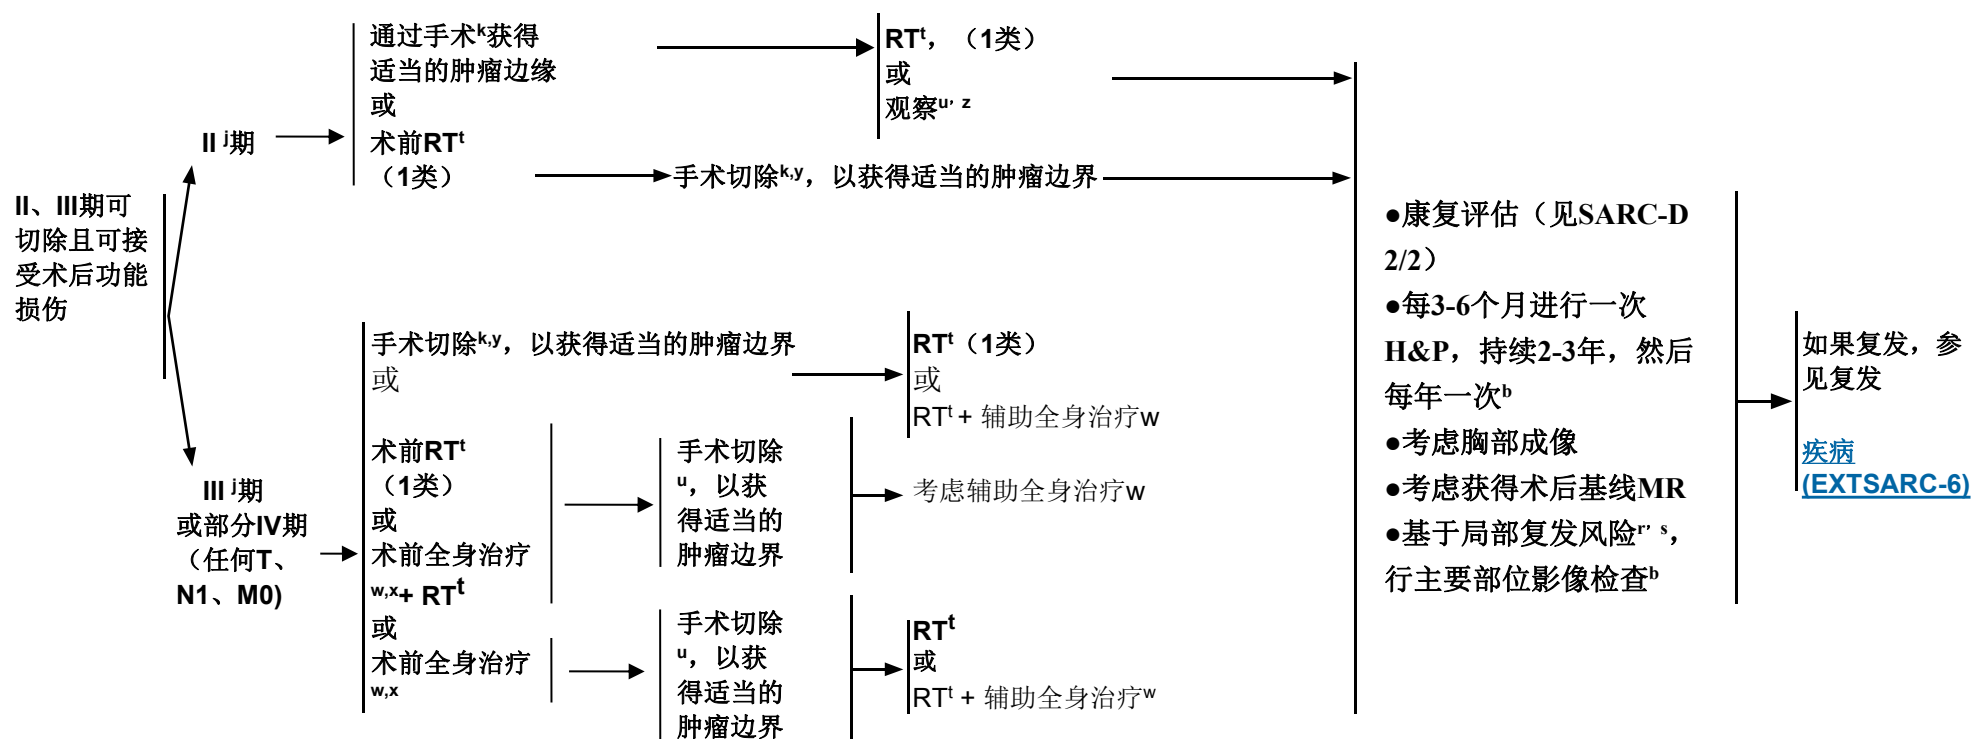 II、III期可
切除且可接
受术后功能
损伤
II j期
通过手术k获得
适当的肿瘤边缘
或
术前RTt
（1类）
RTt，（1类）
或
观察u, z
手术切除k,y，以获得适当的肿瘤边界
III j期
或部分IV期
（任何T、
N1、M0)
手术切除k,y，以获得适当的肿瘤边界
或
术前RTt
（1类）
或
术前全身治疗
w,x+ RTt
或
术前全身治疗
w,x
RTt（1类）
或
RTt + 辅助全身治疗w
手术切除
u，以获
得适当的
肿瘤边界
考虑辅助全身治疗w
手术切除
u，以获
得适当的
肿瘤边界
RTt
或
RTt + 辅助全身治疗w
●康复评估（见SARC-D
2/2）
●每3-6个月进行一次
H&P，持续2-3年，然后
每年一次b
●考虑胸部成像
●考虑获得术后基线MR
●基于局部复发风险r, s，
行主要部位影像检查b
如果复发，参
见复发
疾病
(EXTSARC-6)